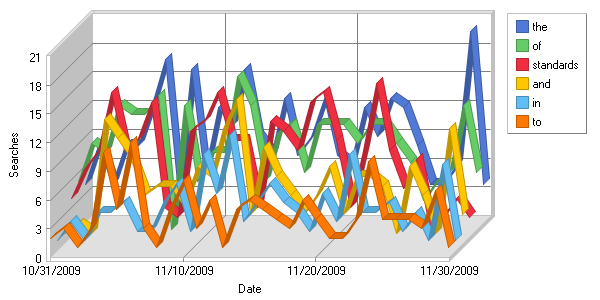 21
18
15
12
9
6
3
0
Searches
10/31/2009 11/10/2009 11/20/2009 11/30/2009
Date
the
of
standards
and
in
to